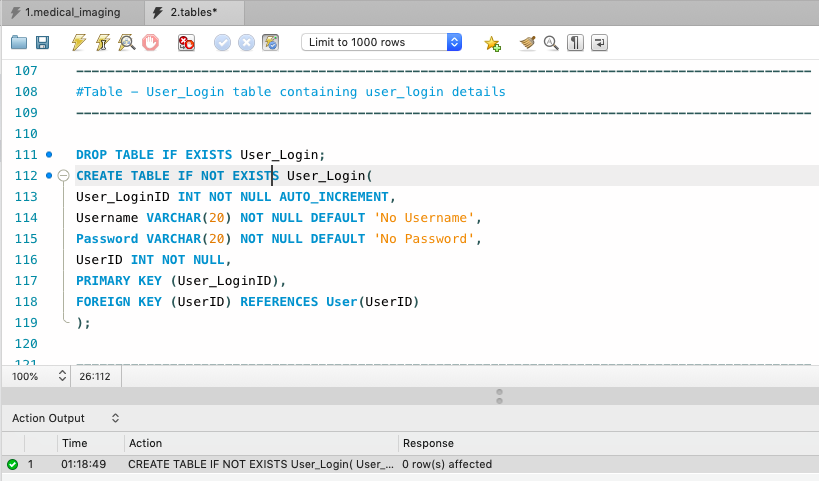 1.medical_imaging
2.tables*
Limit to 1000 rows
107 ----------------------------------------------------------------------------------------------
108 #Table - User_Login table containing user_login details
109 ----------------------------------------------------------------------------------------------
110
111 DROP TABLE IF EXISTS User_Login;
112 CREATE TABLE IF NOT EXISTS User_Login(
113 User_LoginID INT NOT NULL AUTO_INCREMENT,
114 Username VARCHAR(20) NOT NULL DEFAULT 'No Username',
115 Password VARCHAR(20) NOT NULL DEFAULT 'No Password',
116 UserID INT NOT NULL,
117 PRIMARY KEY (User_LoginID),
118 FOREIGN KEY (UserID) REFERENCES User(UserID)
119 );
120
121 ----------------------------------------------------------------------------------------------
100% 26:112
Action Output
Time Action Response
1 01:18:49 CREATE TABLE IF NOT EXISTS User_Login( User_... 0 row(s) affected